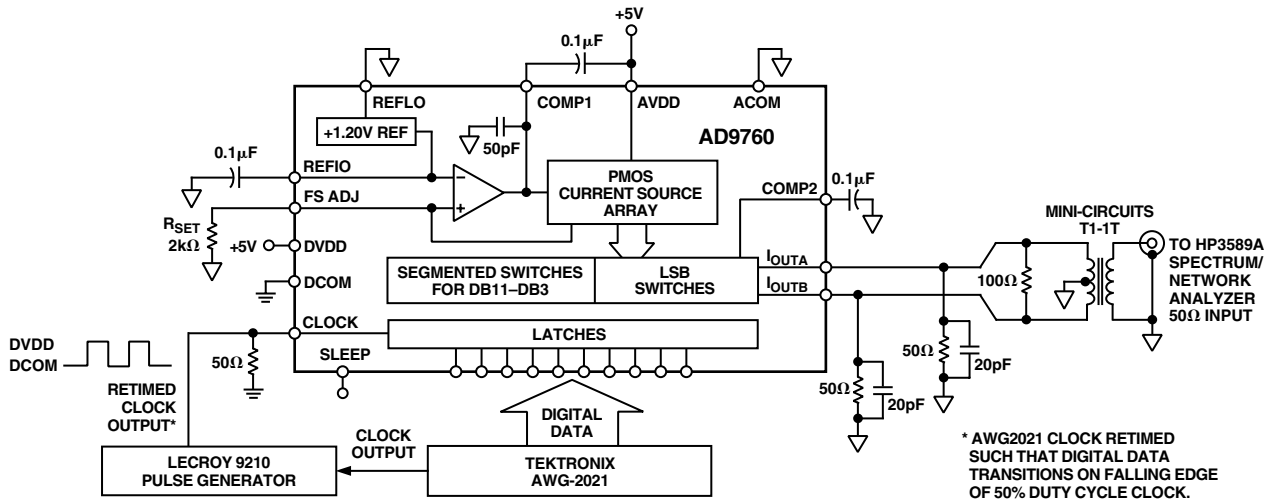 +5V
0.1µF
REFLO
COMP1
AVDD
ACOM
+1.20V REF
50pF
AD9760
0.1µF
REFIO
FS ADJ
−
+
PMOS
CURRENT SOURCE
ARRAY
COMP2
0.1µF
RSET
2kΩ
+5V
DVDD
DCOM
SEGMENTED SWITCHES
FOR DB11–DB3
LSB
SWITCHES
IOUTA
IOUTB
MINI-CIRCUITS
T1-1T
100Ω
TO HP3589A
SPECTRUM/
NETWORK
ANALYZER
50Ω INPUT
CLOCK
LATCHES
DVDD
DCOM
50Ω
SLEEP
RETIMED
CLOCK
OUTPUT*
DIGITAL
DATA
50Ω
20pF
50Ω
20pF
CLOCK
OUTPUT
LECROY 9210
PULSE GENERATOR
TEKTRONIX
AWG-2021
* AWG2021 CLOCK RETIMED
SUCH THAT DIGITAL DATA
TRANSITIONS ON FALLING EDGE
OF 50% DUTY CYCLE CLOCK.